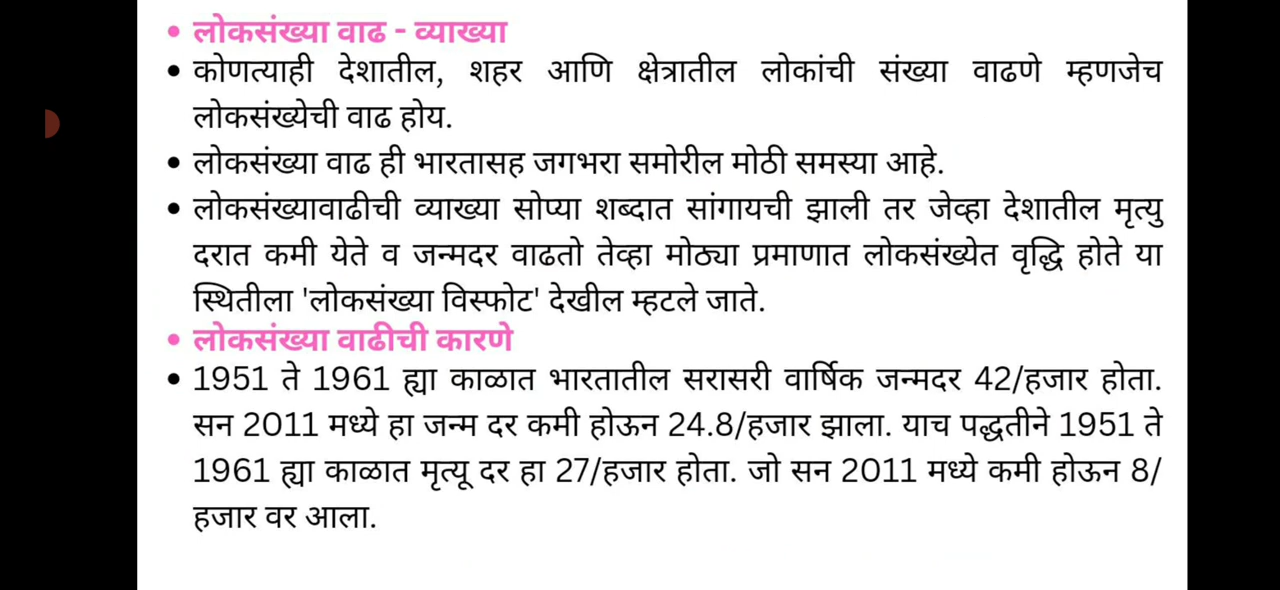 • लोकसंख्या वाढ - व्याख्या
• कोणत्याही देशातील, शहर आणि क्षेत्रातील लोकांची संख्या वाढणे म्हणजेच
लोकसंख्येची वाढ होय.
• लोकसंख्या वाढ ही भारतासह जगभरा समोरील मोठी समस्या आहे.
• लोकसंख्यावाढीची व्याख्या सोप्या शब्दात सांगायची झाली तर जेव्हा देशातील मृत्यु
दरात कमी येते व जन्मदर वाढतो तेव्हा मोठ्या प्रमाणात लोकसंख्येत वृद्धि होते या
स्थितीला 'लोकसंख्या विस्फोट' देखील म्हटले जाते.
• लोकसंख्या वाढीची कारणे
• 1951 ते 1961 ह्या काळात भारतातील सरासरी वार्षिक जन्मदर 42/हजार होता.
सन 2011 मध्ये हा जन्म दर कमी होऊन 24.8/हजार झाला. याच पद्धतीने 1951 ते
1961 ह्या काळात मृत्यू दर हा 27/हजार होता. जो सन 2011 मध्ये कमी होऊन 8/
हजार वर आला.